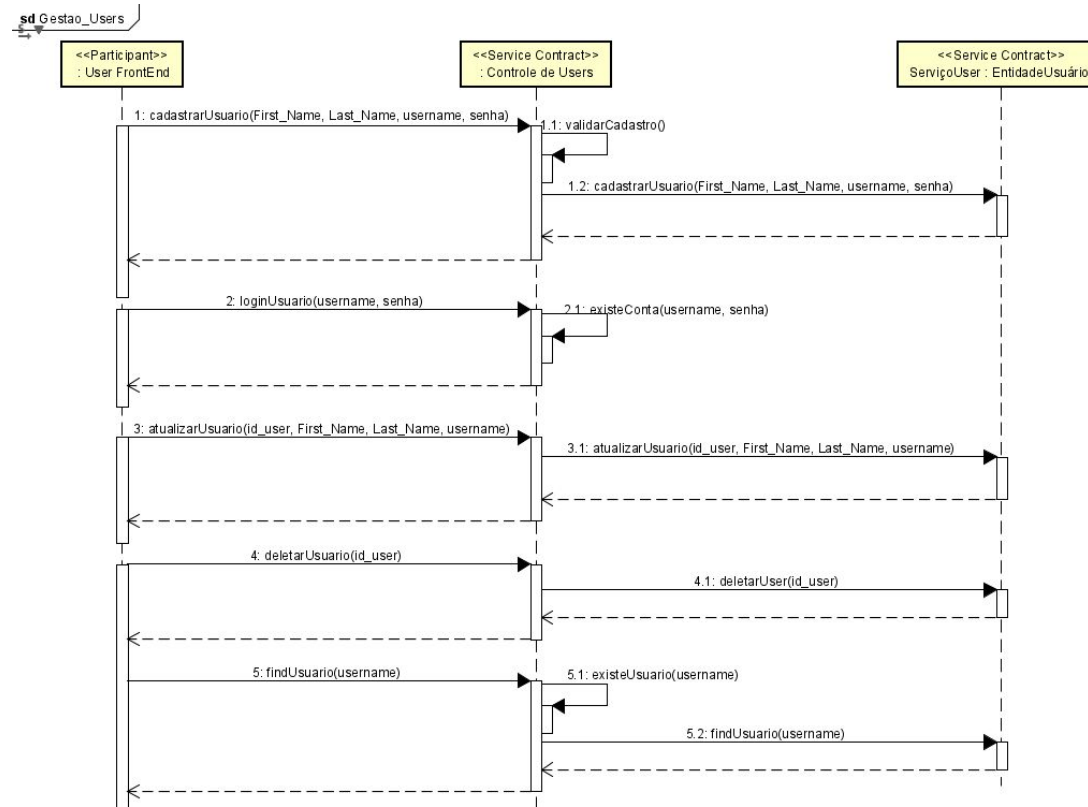 sd Gestao_Users
<<Participant>>
: User FrontEnd
<<Service Contract>>
: Controle de Users
<<Service Contract>>
ServiçoUser : EntidadeUsuário
1: cadastrarUsuario(First_Name, Last_Name, username, senha)
1.1: validarCadastro()
1.2: cadastrarUsuario(First_Name, Last_Name, username, senha)
2: loginUsuario(username, senha)
2.1: existeConta(username, senha)
3: atualizarUsuario(id_user, First_Name, Last_Name, username)
3.1: atualizarUsuario(id_user, First_Name, Last_Name, username)
4: deletarUsuario(id_user)
4.1: deletarUser(id_user)
5: findUsuario(username)
5.1: existeUsuario(username)
5.2: findUsuario(username)